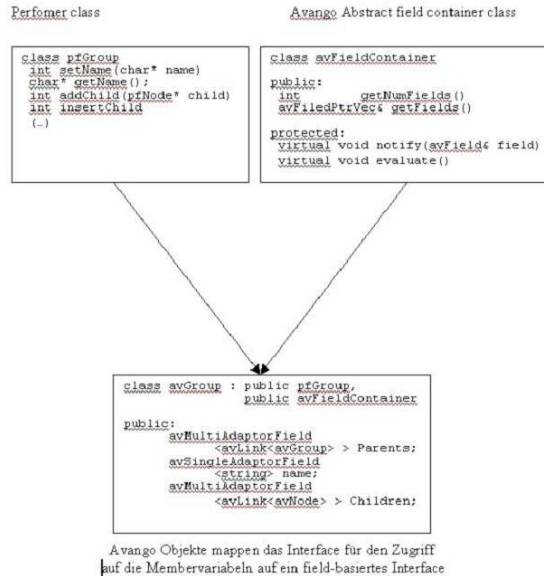 Perfomer class
Avango Abstract field container class
class pfGroup
int setName(char* name)
char* getName();
int addChild(pfNode* child)
int insertChild
(…)
class avFieldContainer
public:
int getNumFields()
avFiledPtrVec& getFields()
protected:
virtual void notify(avField& field)
virtual void evaluate()
class avGroup : public pfGroup,
public avFieldContainer
public:
avMultiAdaptorField
<avLink<avGroup> > Parents;
avSingleAdaptorField
<string> name;
avMultiAdaptorField
<avLink<avNode> > Children;
Avango Objekte mappen das Interface für den Zugriff
auf die Membervariabeln auf ein field-basiertes Interface